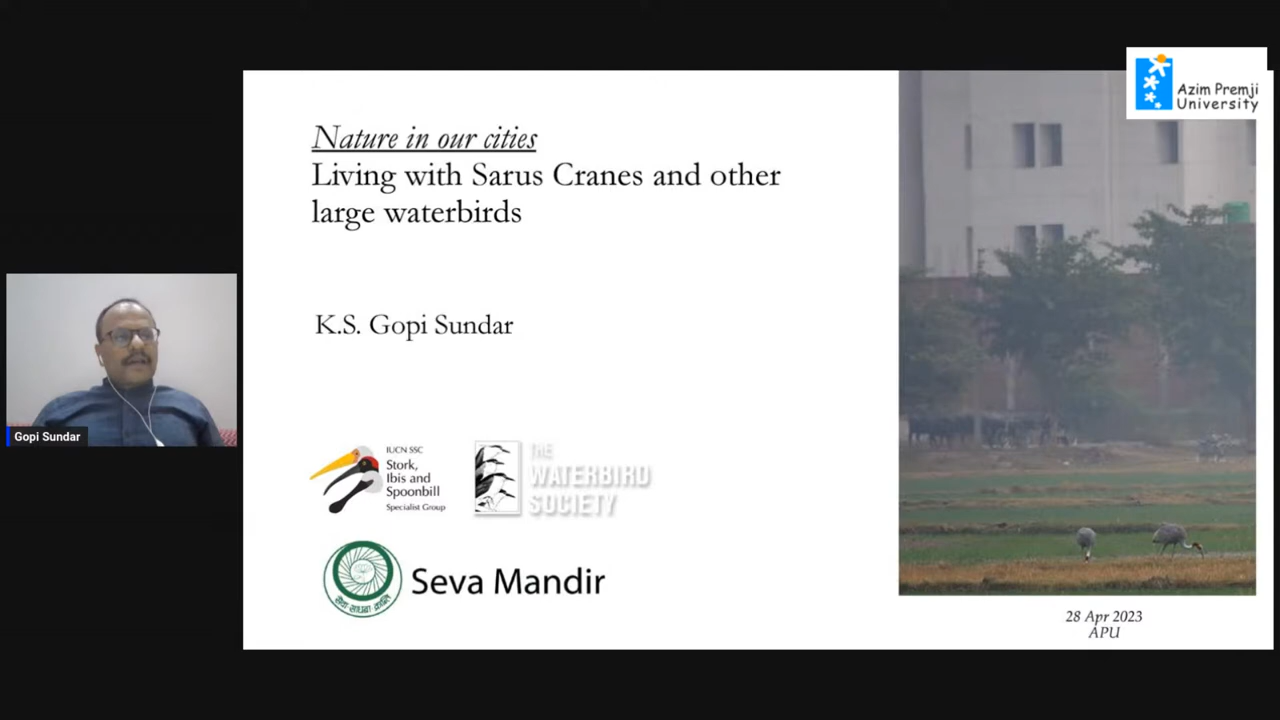 Azim Premji
University
Nature in our cities
Living with Sarus Cranes and other
large waterbirds
K.S. Gopi Sundar
Gopi Sundar
IUCN SSC
Stork,
Ibis and
Spoonbill
Specialist Group
THE
WATERBIRD
SOCIETY
Seva Mandir
28 Apr 2023
APU